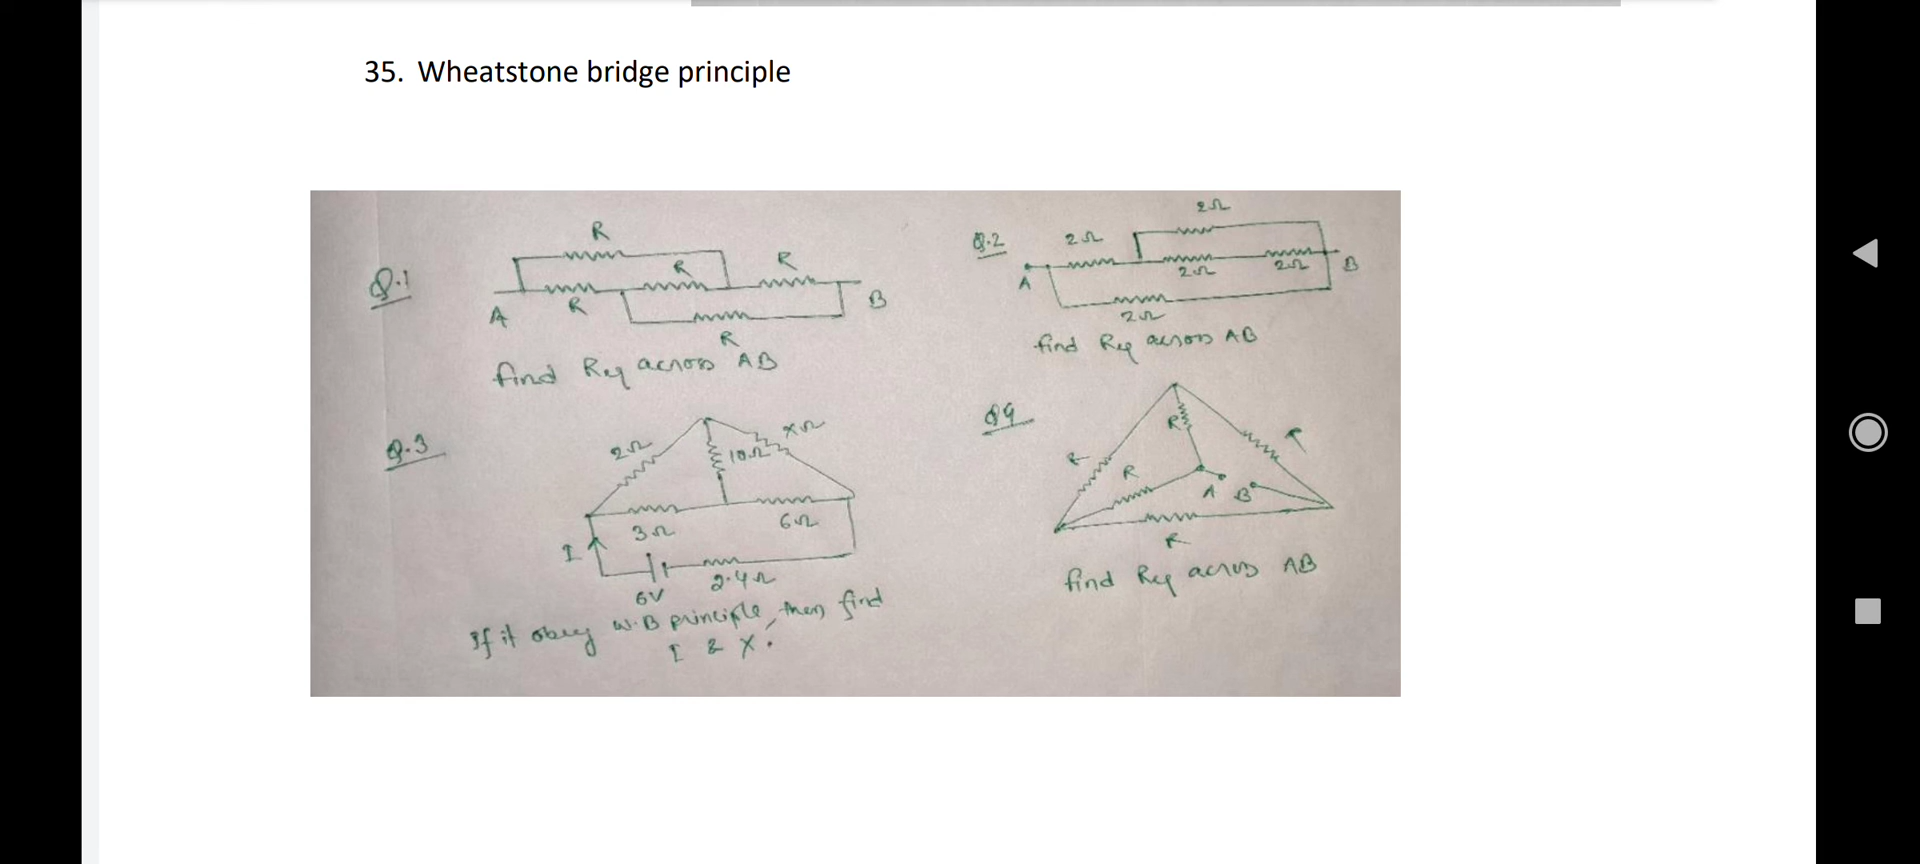 35. Wheatstone bridge principle
Q.1
R
R
R
R
A
B
R
find Req across AB
Q.2
2Ω
2Ω
2Ω
2Ω
A
B
2Ω
find Req across AB
Q.3
2Ω
XΩ
10Ω
3Ω
6Ω
I
6V
2.4Ω
If it obey W.B principle, then find
I & X.
Q4
R
R
R
R
A
B
R
find Req across AB